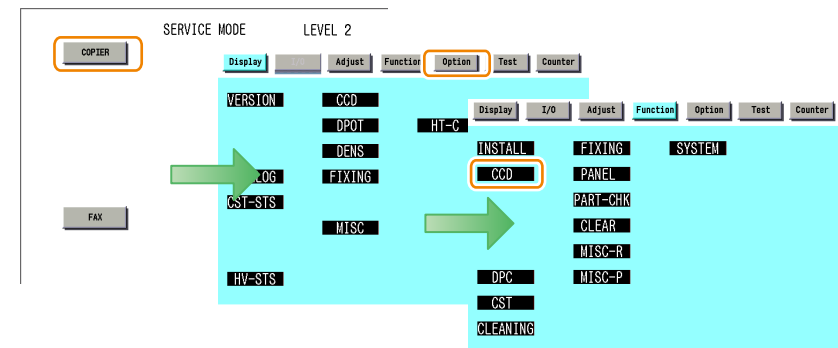 SERVICE MODE LEVEL 2
COPIER
FAX
Display I/O Adjust Function Option Test Counter
VERSION CCD
DPOT HT-C
DENS
LOG FIXING
CST-STS
MISC
HV-STS
Display I/O Adjust Function Option Test Counter
INSTALL FIXING SYSTEM
CCD PANEL
PART-CHK
CLEAR
MISC-R
DPC MISC-P
CST
CLEANING